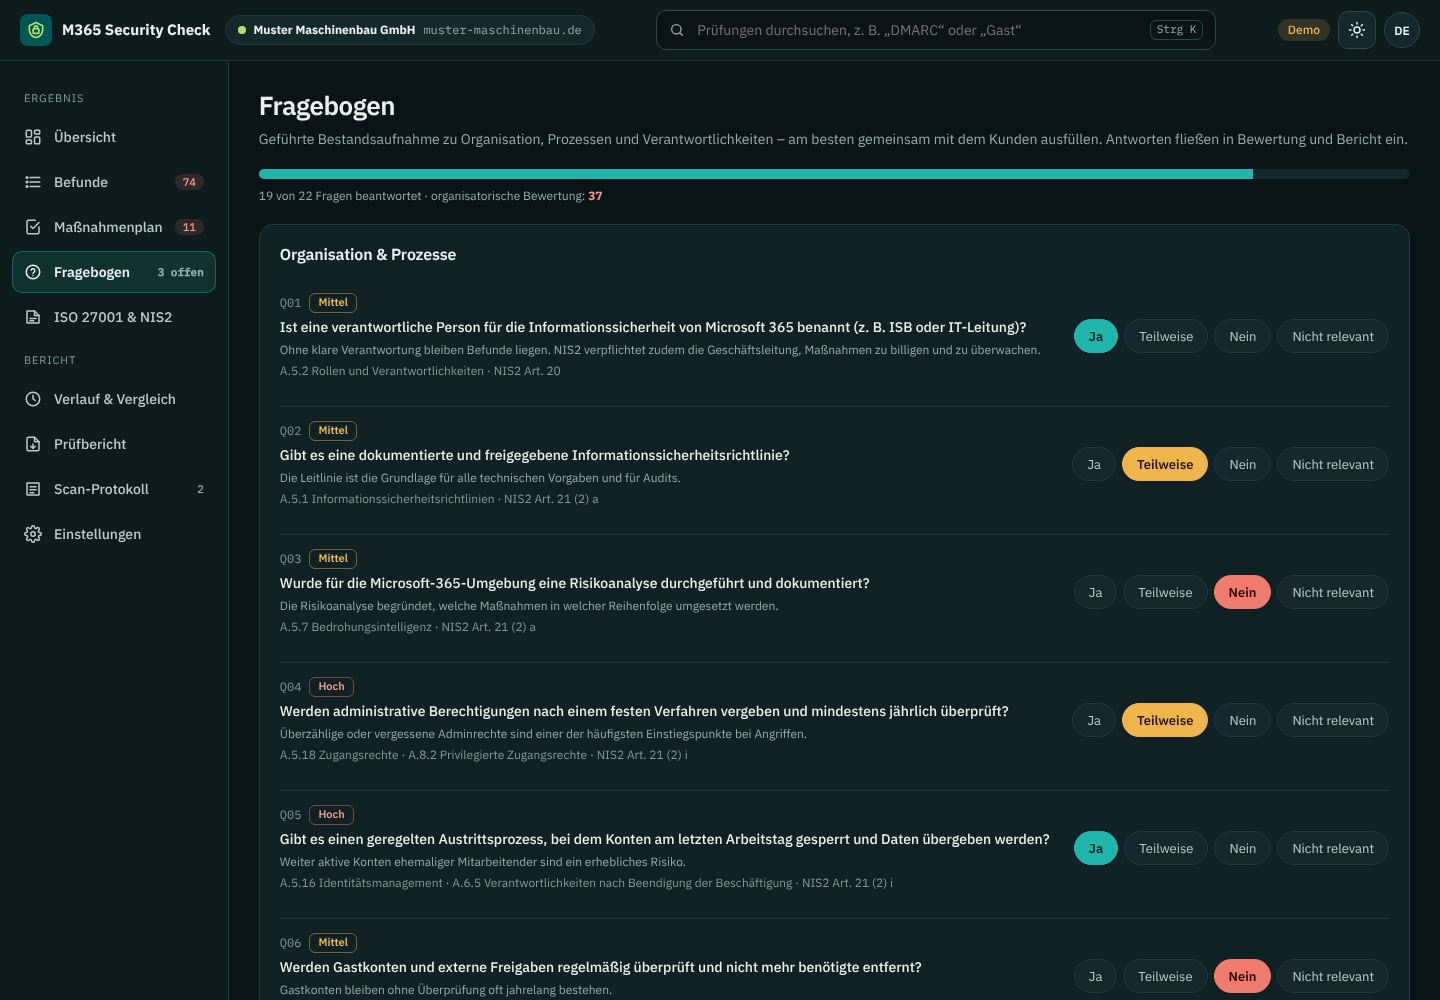 M365 Security Check
Muster Maschinenbau GmbH muster-maschinenbau.de
Prüfungen durchsuchen, z. B. „DMARC“ oder „Gast“
Strg K
Demo
DE
ERGEBNIS
Übersicht
Befunde 74
Maßnahmenplan 11
Fragebogen 3 offen
ISO 27001 & NIS2
BERICHT
Verlauf & Vergleich
Prüfbericht
Scan-Protokoll 2
Einstellungen
Fragebogen
Geführte Bestandsaufnahme zu Organisation, Prozessen und Verantwortlichkeiten – am besten gemeinsam mit dem Kunden ausfüllen. Antworten fließen in Bewertung und Bericht ein.
19 von 22 Fragen beantwortet · organisatorische Bewertung: 37
Organisation & Prozesse
Q01 Mittel
Ist eine verantwortliche Person für die Informationssicherheit von Microsoft 365 benannt (z. B. ISB oder IT-Leitung)?
Ohne klare Verantwortung bleiben Befunde liegen. NIS2 verpflichtet zudem die Geschäftsleitung, Maßnahmen zu billigen und zu überwachen.
A.5.2 Rollen und Verantwortlichkeiten · NIS2 Art. 20
Ja Teilweise Nein Nicht relevant
Q02 Mittel
Gibt es eine dokumentierte und freigegebene Informationssicherheitsrichtlinie?
Die Leitlinie ist die Grundlage für alle technischen Vorgaben und für Audits.
A.5.1 Informationssicherheitsrichtlinien · NIS2 Art. 21 (2) a
Ja Teilweise Nein Nicht relevant
Q03 Mittel
Wurde für die Microsoft-365-Umgebung eine Risikoanalyse durchgeführt und dokumentiert?
Die Risikoanalyse begründet, welche Maßnahmen in welcher Reihenfolge umgesetzt werden.
A.5.7 Bedrohungsintelligenz · NIS2 Art. 21 (2) a
Ja Teilweise Nein Nicht relevant
Q04 Hoch
Werden administrative Berechtigungen nach einem festen Verfahren vergeben und mindestens jährlich überprüft?
Überzählige oder vergessene Adminrechte sind einer der häufigsten Einstiegspunkte bei Angriffen.
A.5.18 Zugangsrechte · A.8.2 Privilegierte Zugangsrechte · NIS2 Art. 21 (2) i
Ja Teilweise Nein Nicht relevant
Q05 Hoch
Gibt es einen geregelten Austrittsprozess, bei dem Konten am letzten Arbeitstag gesperrt und Daten übergeben werden?
Weiter aktive Konten ehemaliger Mitarbeitender sind ein erhebliches Risiko.
A.5.16 Identitätsmanagement · A.6.5 Verantwortlichkeiten nach Beendigung der Beschäftigung · NIS2 Art. 21 (2) i
Ja Teilweise Nein Nicht relevant
Q06 Mittel
Werden Gastkonten und externe Freigaben regelmäßig überprüft und nicht mehr benötigte entfernt?
Gastkonten bleiben ohne Überprüfung oft jahrelang bestehen.
Ja Teilweise Nein Nicht relevant